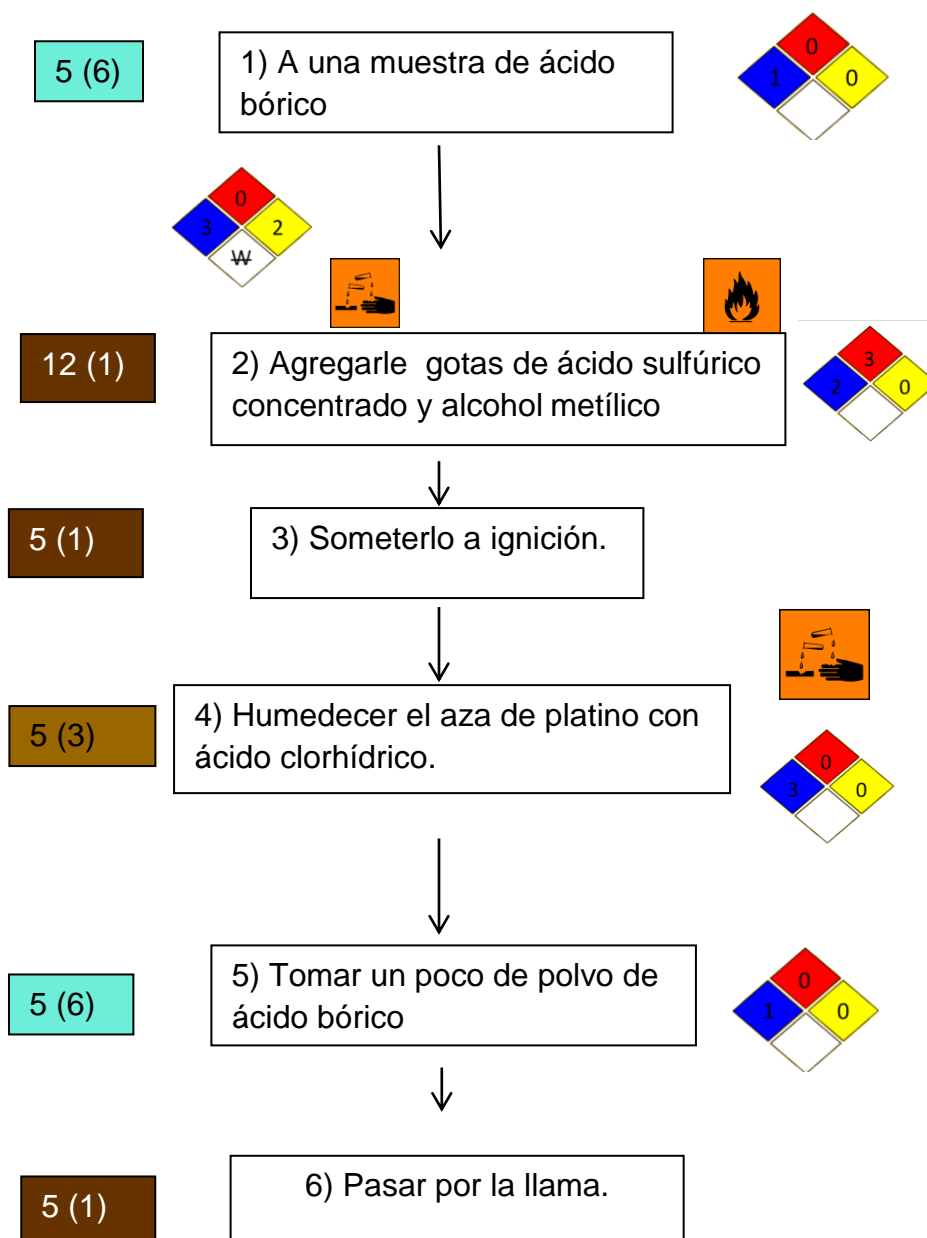 5 (6)
1) A una muestra de ácido
bórico
0
1
0
0
3
2
W
12 (1)
2) Agregarle gotas de ácido sulfúrico
concentrado y alcohol metílico
3
2
0
5 (1)
3) Someterlo a ignición.
5 (3)
4) Humedecer el aza de platino con
ácido clorhídrico.
0
3
0
5 (6)
5) Tomar un poco de polvo de
ácido bórico
0
1
0
5 (1)
6) Pasar por la llama.